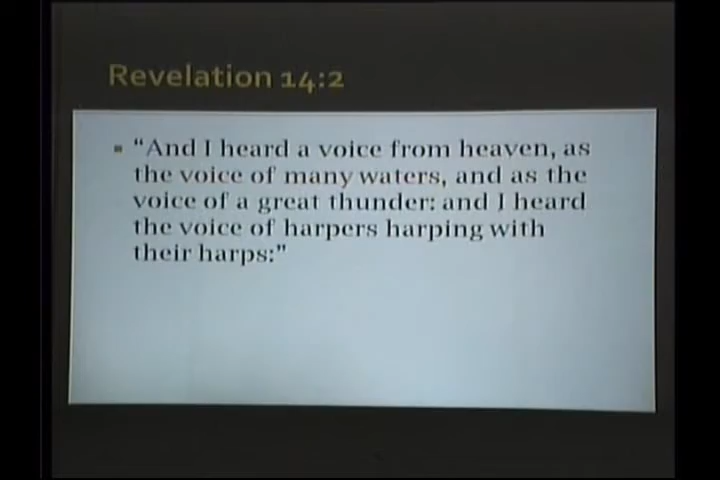 Revelation 14:2
▪ “And I heard a voice from heaven, as
the voice of many waters, and as the
voice of a great thunder: and I heard
the voice of harpers harping with
their harps:”